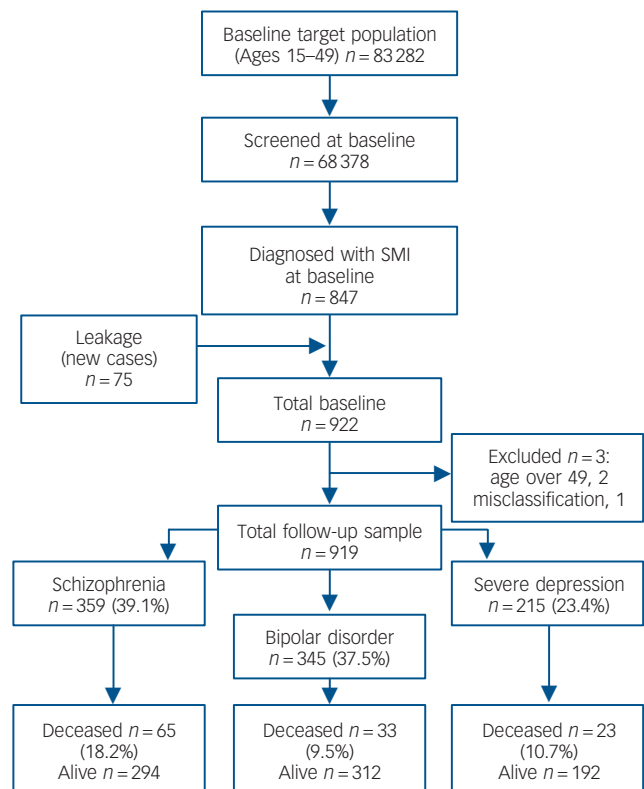 Baseline target population
(Ages 15–49) n = 83 282
Screened at baseline
n = 68 378
Diagnosed with SMI
at baseline
n = 847
Leakage
(new cases)
n = 75
Total baseline
n = 922
Excluded n = 3:
age over 49, 2
misclassification, 1
Total follow-up sample
n = 919
Schizophrenia
n = 359 (39.1%)
Bipolar disorder
n = 345 (37.5%)
Severe depression
n = 215 (23.4%)
Deceased n = 65
(18.2%)
Alive n = 294
Deceased n = 33
(9.5%)
Alive n = 312
Deceased n = 23
(10.7%)
Alive n = 192